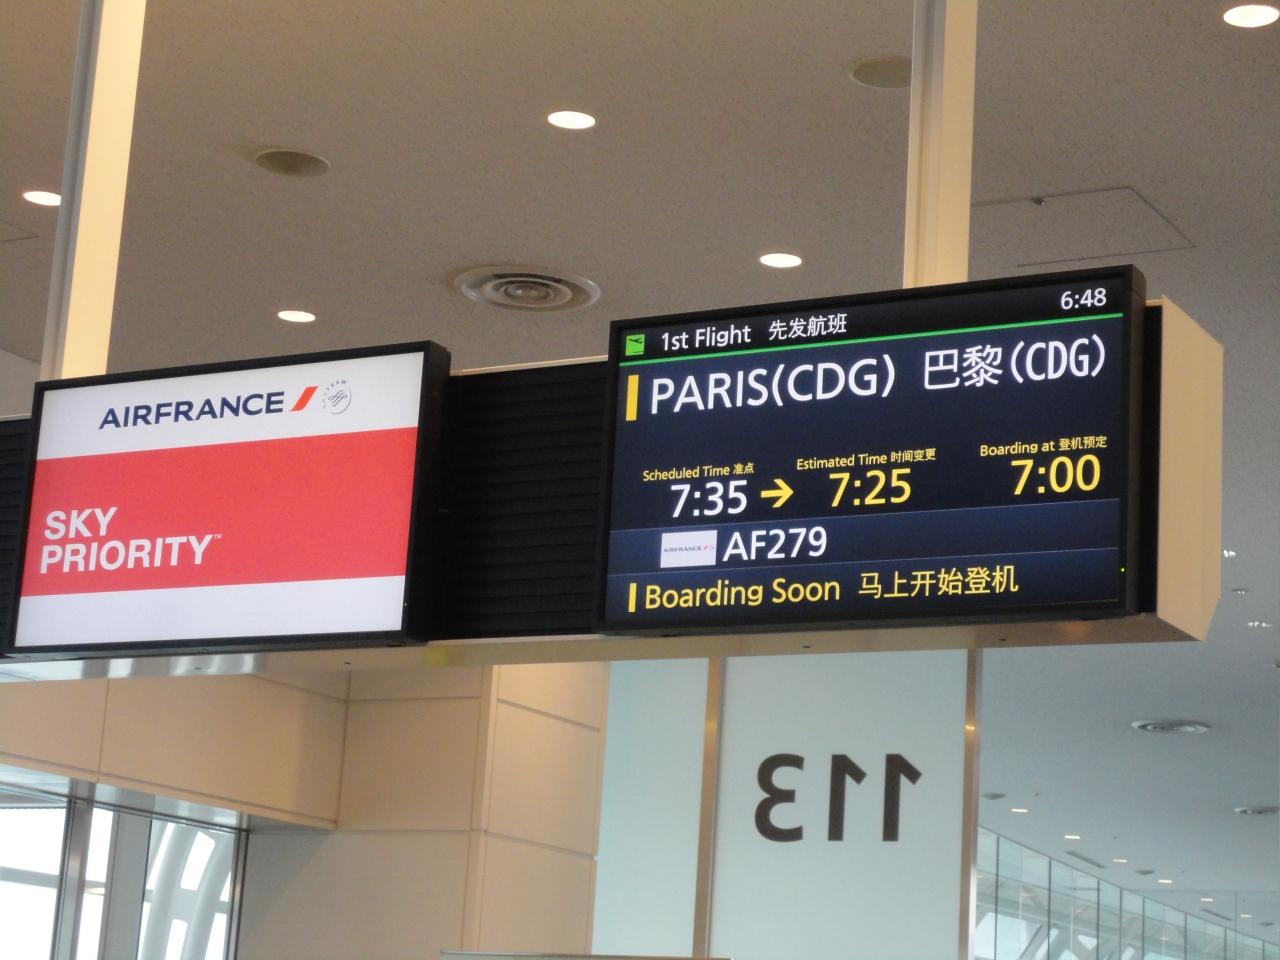 AIRFRANCE
SKYTEAM
SKY
PRIORITY™
1st Flight 先发航班 6:48
PARIS(CDG) 巴黎(CDG)
Scheduled Time 准点 Estimated Time 时间变更 Boarding at 登机预定
7:35 → 7:25 7:00
AIRFRANCE AF279
Boarding Soon 马上开始登机
113